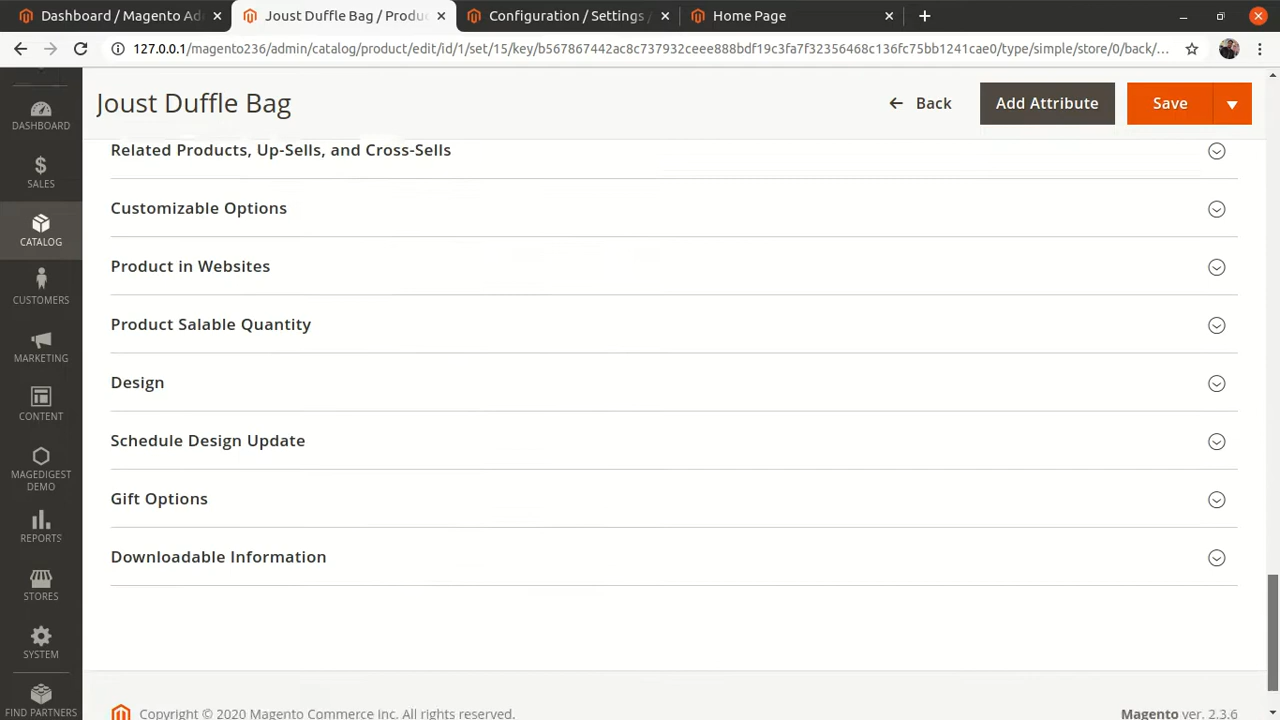 Dashboard / Magento Ad
Joust Duffle Bag / Produc
Configuration / Settings /
Home Page
127.0.0.1/magento236/admin/catalog/product/edit/id/1/set/15/key/b567867442ac8c737932ceee888bdf19c3fa7f32356468c136fc75bb1241cae0/type/simple/store/0/back/...
Joust Duffle Bag
Back
Add Attribute
Save
DASHBOARD
SALES
CATALOG
CUSTOMERS
MARKETING
CONTENT
MAGEDIGEST
DEMO
REPORTS
STORES
SYSTEM
FIND PARTNERS
Related Products, Up-Sells, and Cross-Sells
Customizable Options
Product in Websites
Product Salable Quantity
Design
Schedule Design Update
Gift Options
Downloadable Information
Copyright © 2020 Magento Commerce Inc. All rights reserved.
Magento ver. 2.3.6